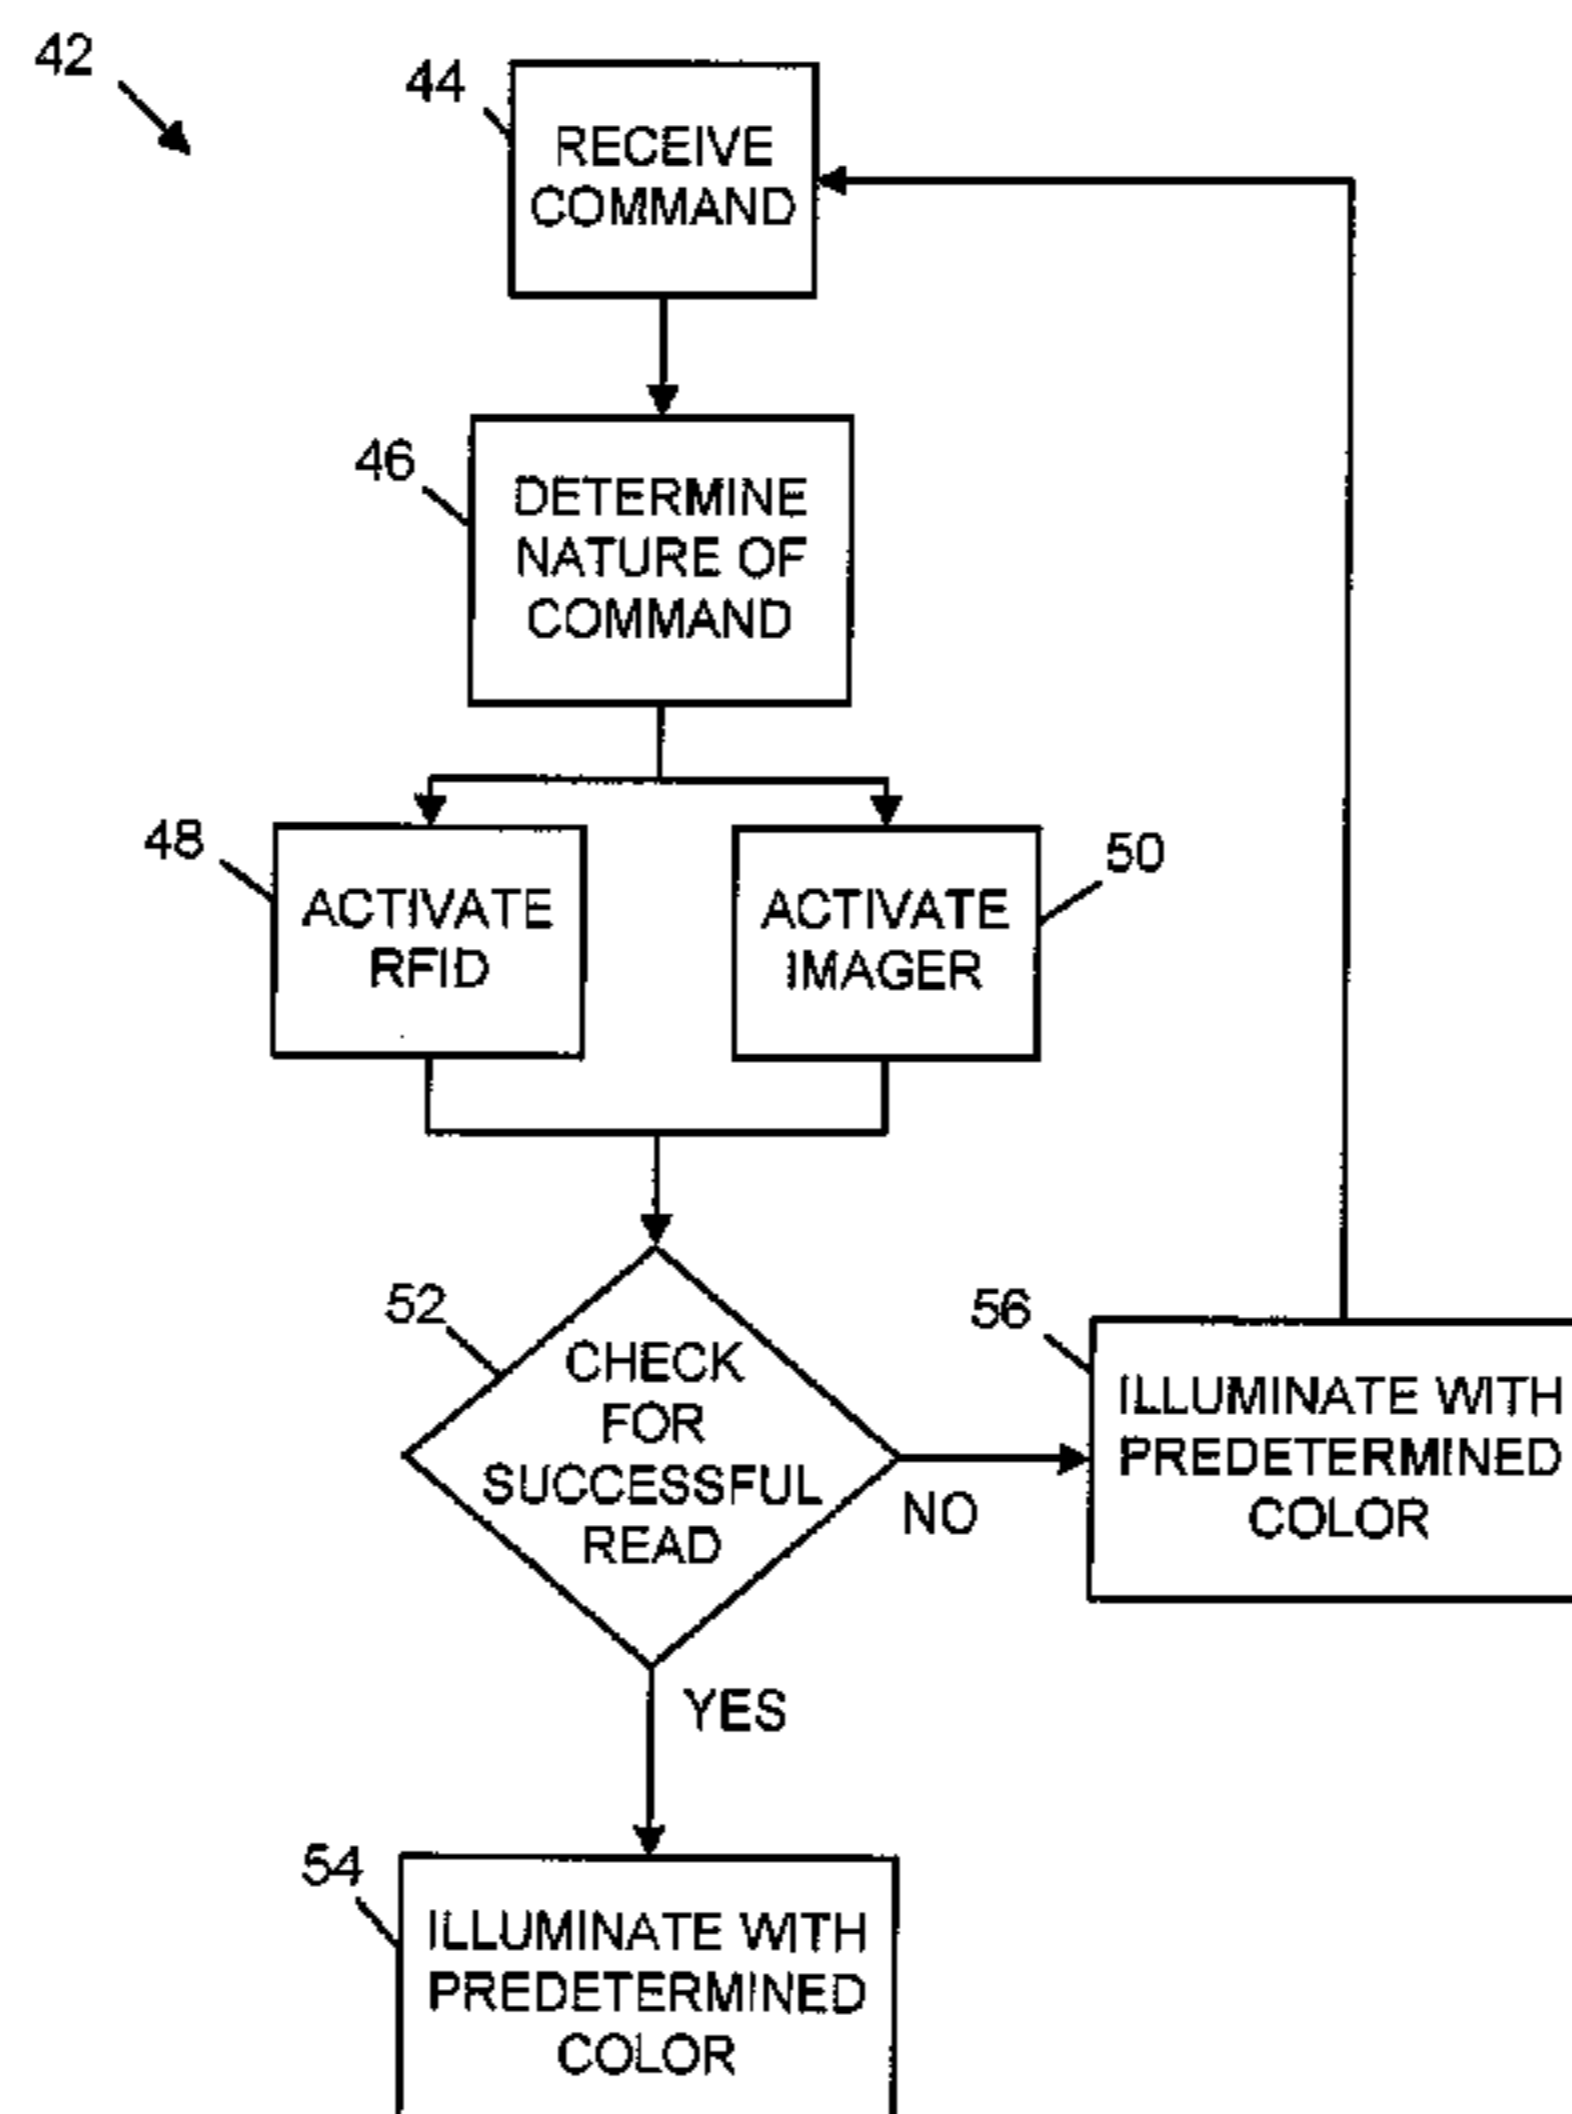 42
44
RECEIVE
COMMAND
46
DETERMINE
NATURE OF
COMMAND
48
ACTIVATE
RFID
50
ACTIVATE
IMAGER
52
CHECK
FOR
SUCCESSFUL
READ
NO
56
ILLUMINATE WITH
PREDETERMINED
COLOR
YES
54
ILLUMINATE WITH
PREDETERMINED
COLOR